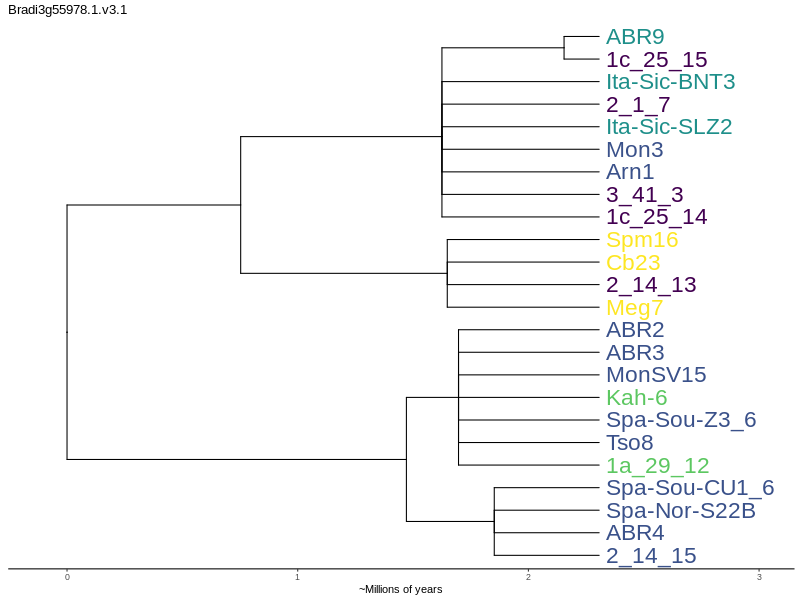 Bradi3g55978.1.v3.1
ABR9
1c_25_15
Ita-Sic-BNT3
2_1_7
Ita-Sic-SLZ2
Mon3
Arn1
3_41_3
1c_25_14
Spm16
Cb23
2_14_13
Meg7
ABR2
ABR3
MonSV15
Kah-6
Spa-Sou-Z3_6
Tso8
1a_29_12
Spa-Sou-CU1_6
Spa-Nor-S22B
ABR4
2_14_15
0 1 2 3
~Millions of years